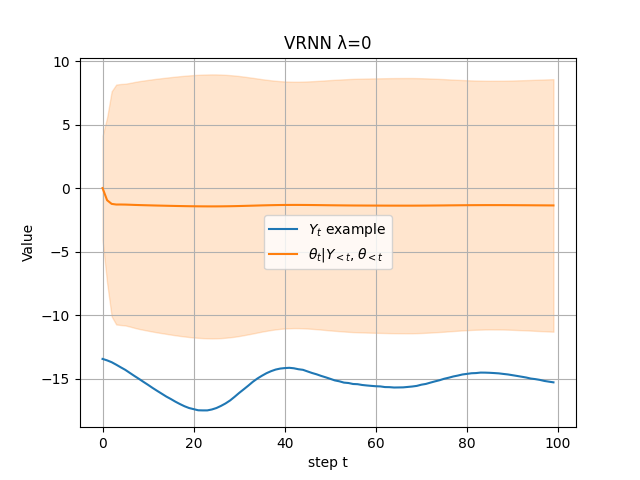 VRNN λ=0
10
5
0
−5
−10
−15
Value
Y_t example
θ_t|Y_{<t}, θ_{<t}
0 20 40 60 80 100
step t